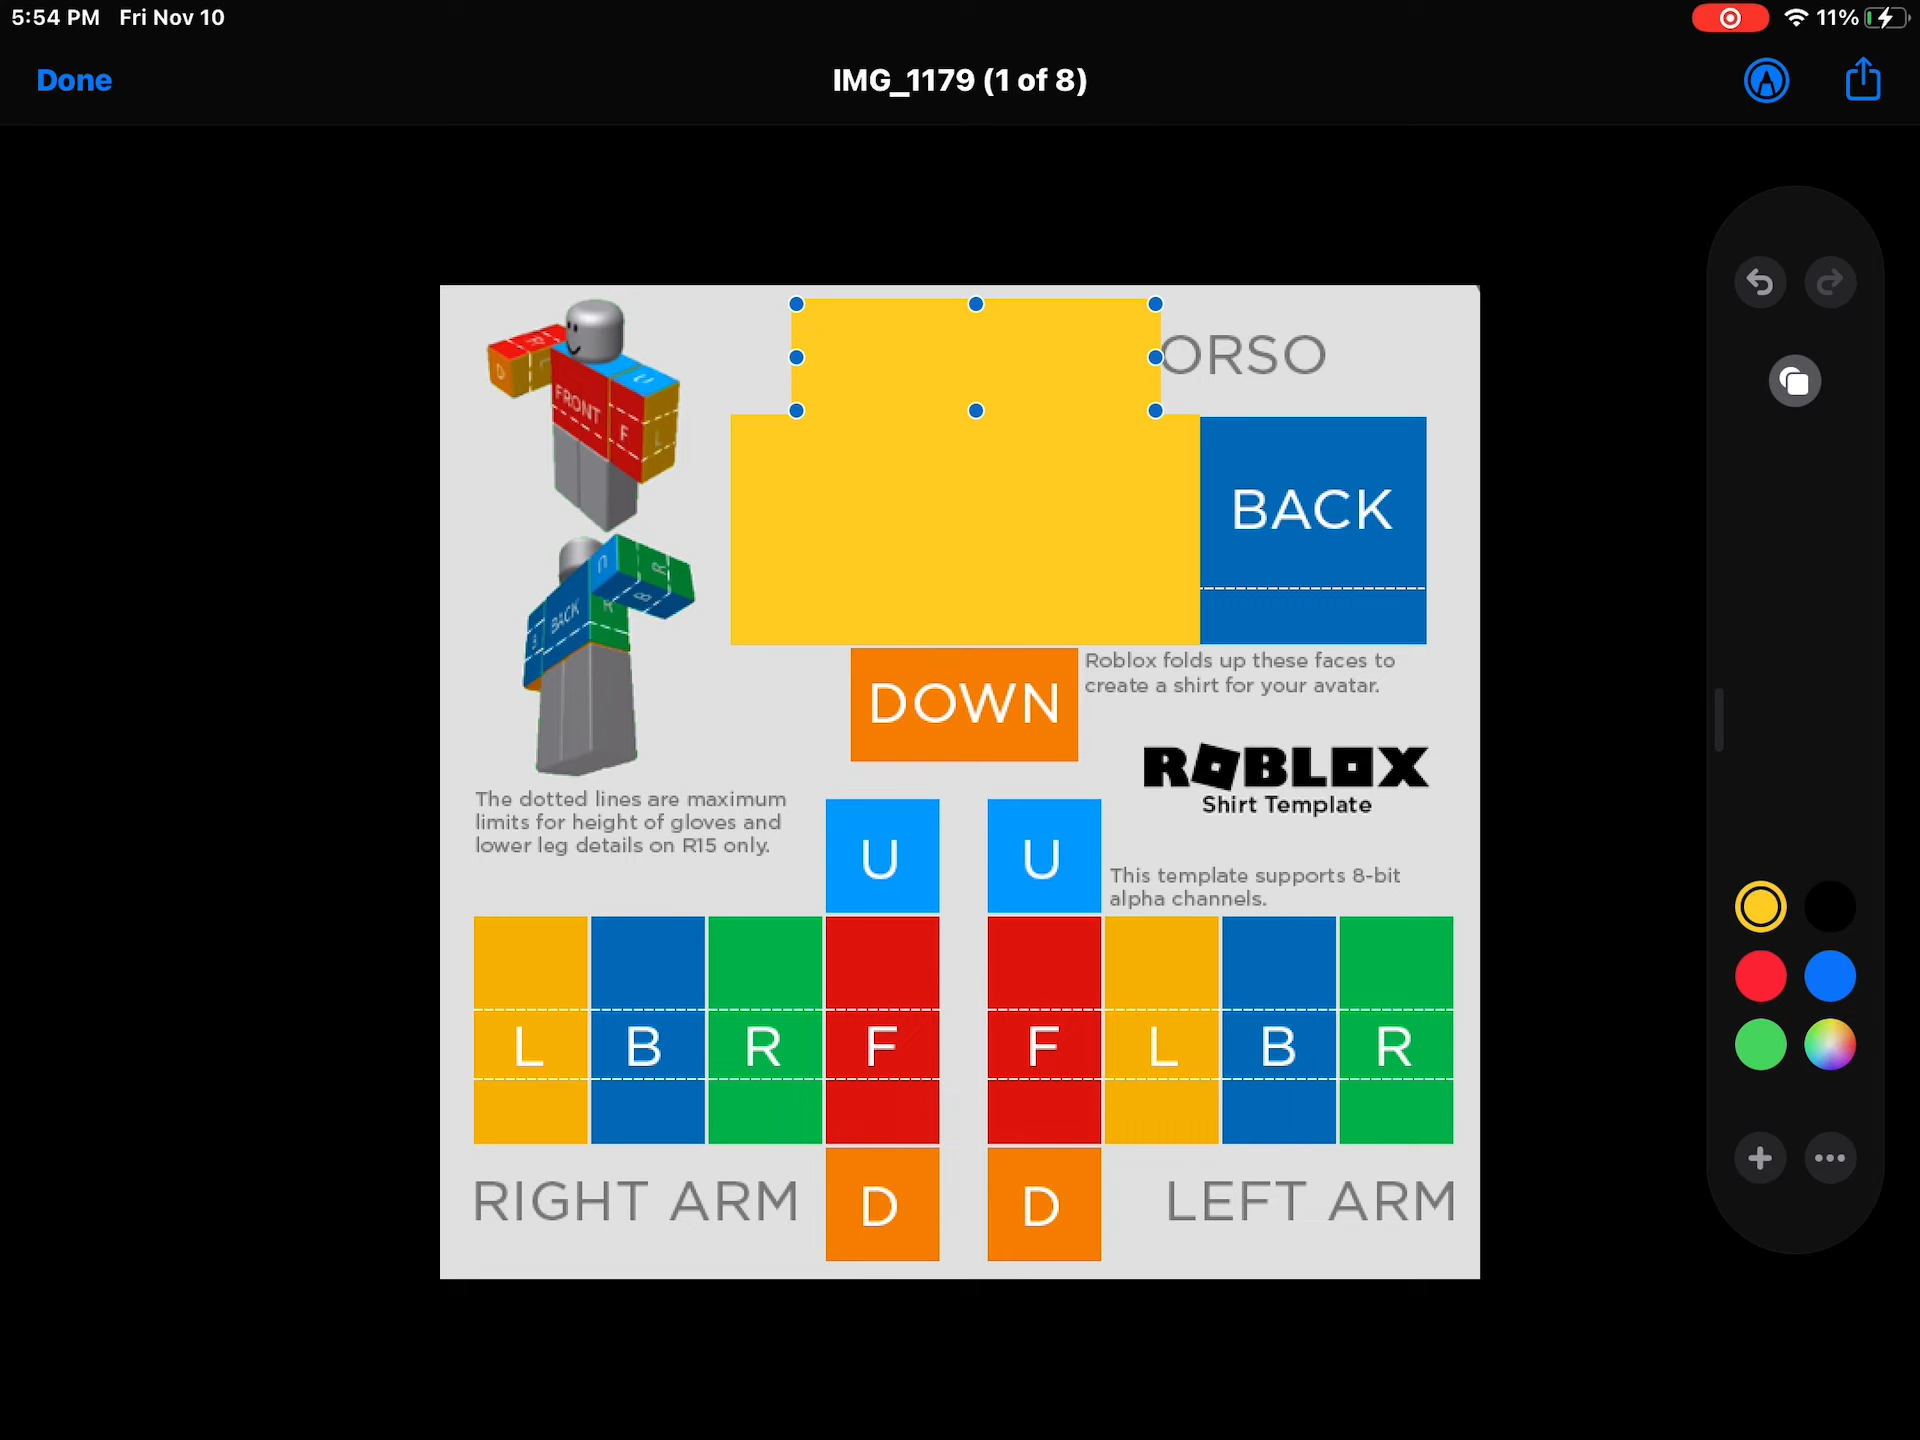 5:54 PM Fri Nov 10
11%
Done
IMG_1179 (1 of 8)
ORSO
D
R
U
FRONT
F
L
BACK
U
R
B
BACK
R
DOWN
Roblox folds up these faces to
create a shirt for your avatar.
ROBLOX
Shirt Template
The dotted lines are maximum
limits for height of gloves and
lower leg details on R15 only.
U
U
This template supports 8-bit
alpha channels.
L B R F F L B R
RIGHT ARM
D
D
LEFT ARM